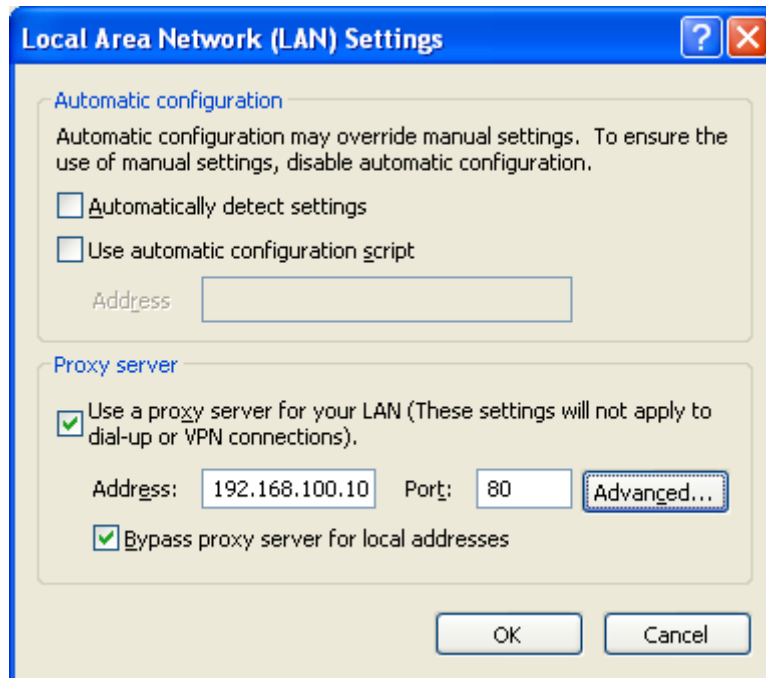 Local Area Network (LAN) Settings
Automatic configuration
Automatic configuration may override manual settings. To ensure the
use of manual settings, disable automatic configuration.
Automatically detect settings
Use automatic configuration script
Address
Proxy server
Use a proxy server for your LAN (These settings will not apply to
dial-up or VPN connections).
Address: 192.168.100.10 Port: 80 Advanced...
Bypass proxy server for local addresses
OK Cancel